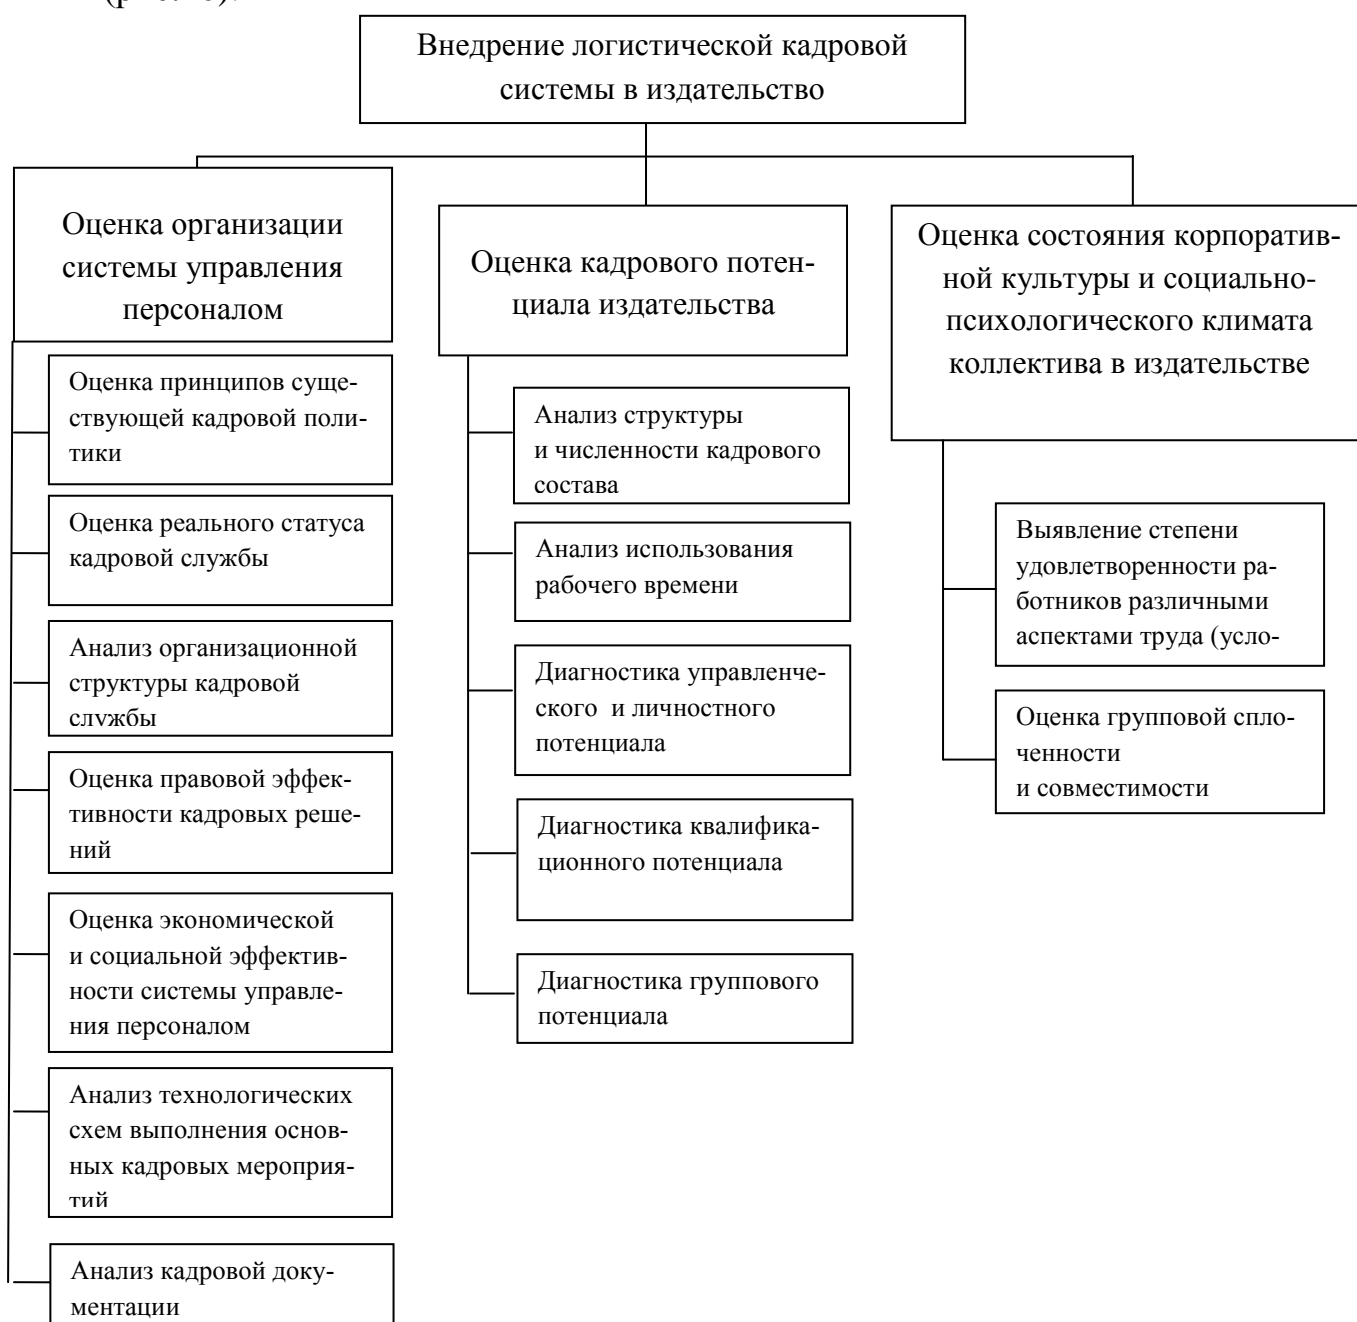 Внедрение логистической кадровой
системы в издательство
Оценка организации
системы управления
персоналом
Оценка принципов суще-
ствующей кадровой поли-
тики
Оценка реального статуса
кадровой службы
Анализ организационной
структуры кадровой
службы
Оценка правовой эффек-
тивности кадровых реше-
ний
Оценка экономической
и социальной эффектив-
ности системы управле-
ния персоналом
Анализ технологических
схем выполнения основ-
ных кадровых мероприя-
тий
Анализ кадровой доку-
ментации
Оценка кадрового потен-
циала издательства
Анализ структуры
и численности кадрового
состава
Анализ использования
рабочего времени
Диагностика управленче-
ского и личностного
потенциала
Диагностика квалифика-
ционного потенциала
Диагностика группового
потенциала
Оценка состояния корпоратив-
ной культуры и социально-
психологического климата
коллектива в издательстве
Выявление степени
удовлетворенности ра-
ботников различными
аспектами труда (усло-
Оценка групповой спло-
ченности
и совместимости